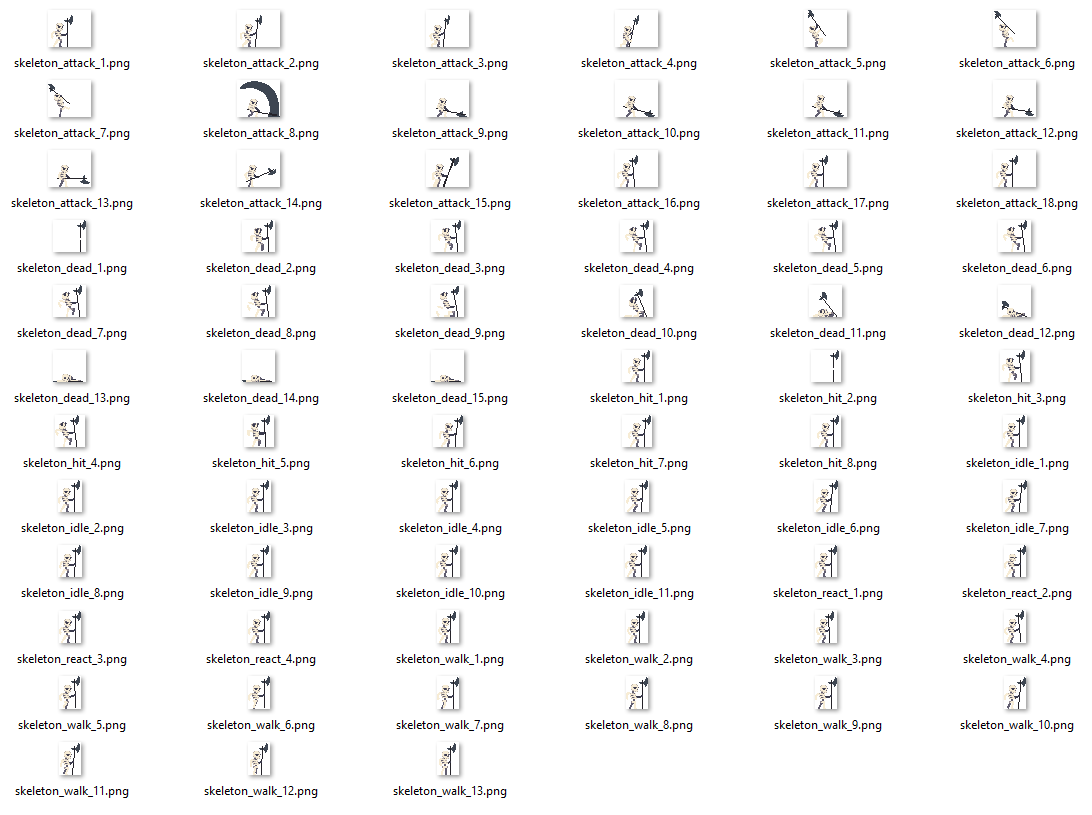 skeleton_attack_1.png skeleton_attack_2.png skeleton_attack_3.png skeleton_attack_4.png skeleton_attack_5.png skeleton_attack_6.png
skeleton_attack_7.png skeleton_attack_8.png skeleton_attack_9.png skeleton_attack_10.png skeleton_attack_11.png skeleton_attack_12.png
skeleton_attack_13.png skeleton_attack_14.png skeleton_attack_15.png skeleton_attack_16.png skeleton_attack_17.png skeleton_attack_18.png
skeleton_dead_1.png skeleton_dead_2.png skeleton_dead_3.png skeleton_dead_4.png skeleton_dead_5.png skeleton_dead_6.png
skeleton_dead_7.png skeleton_dead_8.png skeleton_dead_9.png skeleton_dead_10.png skeleton_dead_11.png skeleton_dead_12.png
skeleton_dead_13.png skeleton_dead_14.png skeleton_dead_15.png skeleton_hit_1.png skeleton_hit_2.png skeleton_hit_3.png
skeleton_hit_4.png skeleton_hit_5.png skeleton_hit_6.png skeleton_hit_7.png skeleton_hit_8.png skeleton_idle_1.png
skeleton_idle_2.png skeleton_idle_3.png skeleton_idle_4.png skeleton_idle_5.png skeleton_idle_6.png skeleton_idle_7.png
skeleton_idle_8.png skeleton_idle_9.png skeleton_idle_10.png skeleton_idle_11.png skeleton_react_1.png skeleton_react_2.png
skeleton_react_3.png skeleton_react_4.png skeleton_walk_1.png skeleton_walk_2.png skeleton_walk_3.png skeleton_walk_4.png
skeleton_walk_5.png skeleton_walk_6.png skeleton_walk_7.png skeleton_walk_8.png skeleton_walk_9.png skeleton_walk_10.png
skeleton_walk_11.png skeleton_walk_12.png skeleton_walk_13.png